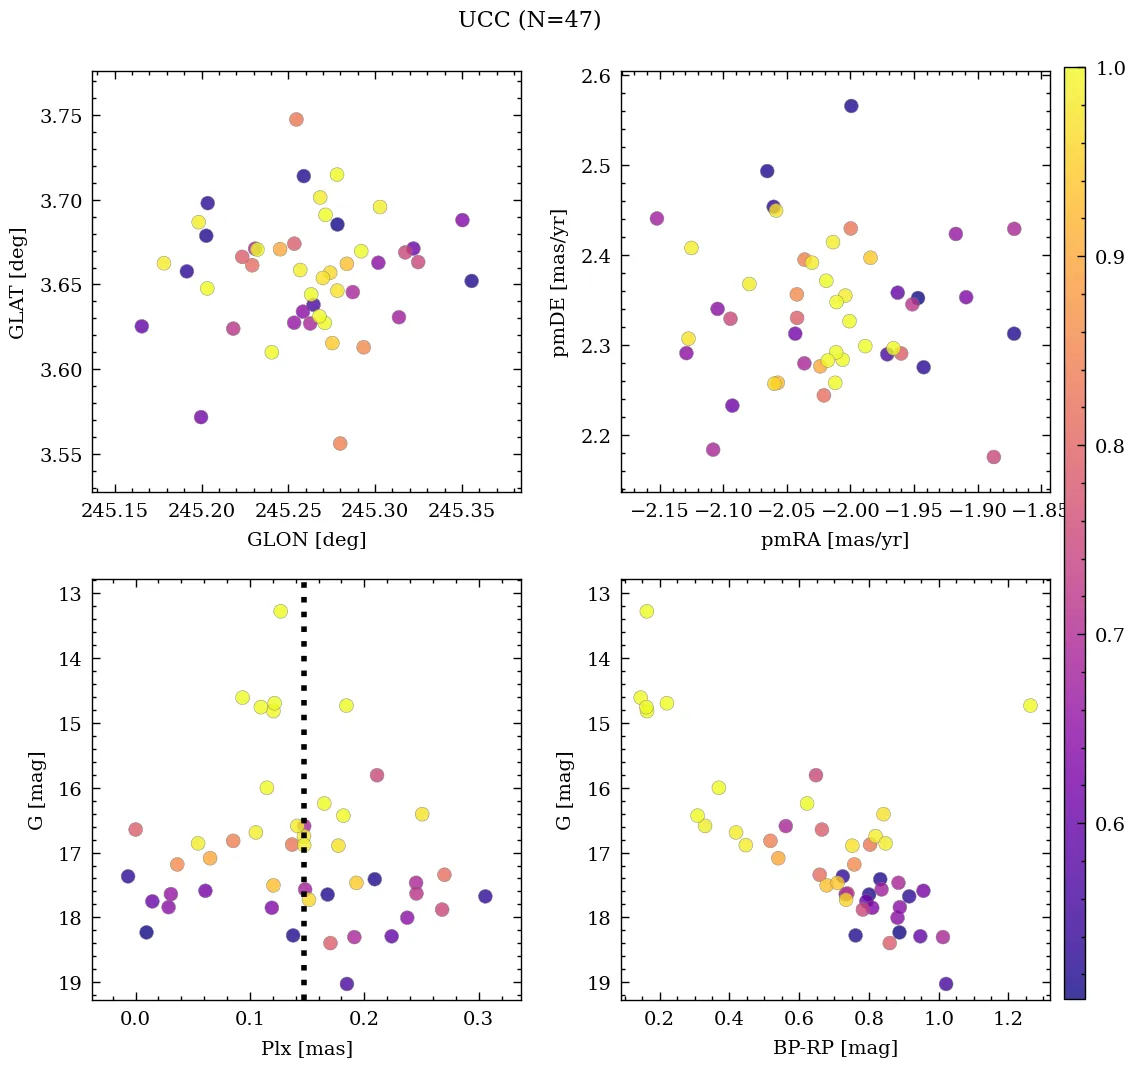 UCC (N=47)
3.75
3.70
3.65
3.60
3.55
GLAT [deg]
245.15 245.20 245.25 245.30 245.35
GLON [deg]
2.6
2.5
2.4
2.3
2.2
pmDE [mas/yr]
−2.15 −2.10 −2.05 −2.00 −1.95 −1.90 −1.85
pmRA [mas/yr]
13
14
15
16
17
18
19
G [mag]
0.0 0.1 0.2 0.3
Plx [mas]
13
14
15
16
17
18
19
G [mag]
0.2 0.4 0.6 0.8 1.0 1.2
BP-RP [mag]
1.0
0.9
0.8
0.7
0.6